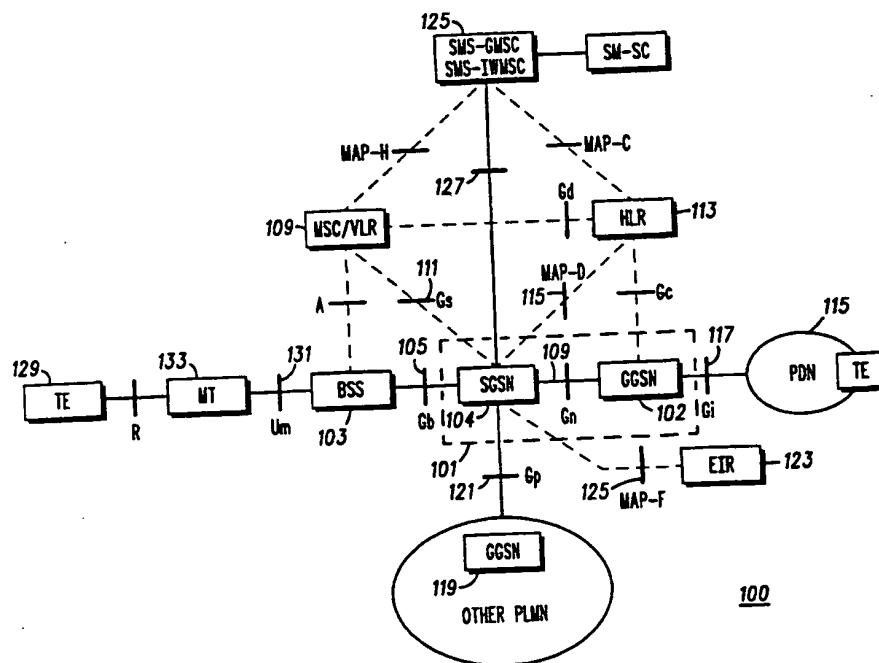 125
SMS-GMSC
SMS-IWMSC
SM-SC
MAP-H
MAP-C
127
Gd
109
MSC/VLR
HLR
113
111
MAP-D
115
A
Gs
Gc
115
117
129
133
131
105
109
TE
MT
BSS
SGSN
GGSN
PDN
TE
R
Um
103
Gb
104
Gn
102
Gi
101
121
Gp
125
EIR
123
MAP-F
GGSN
119
OTHER PLMN
100